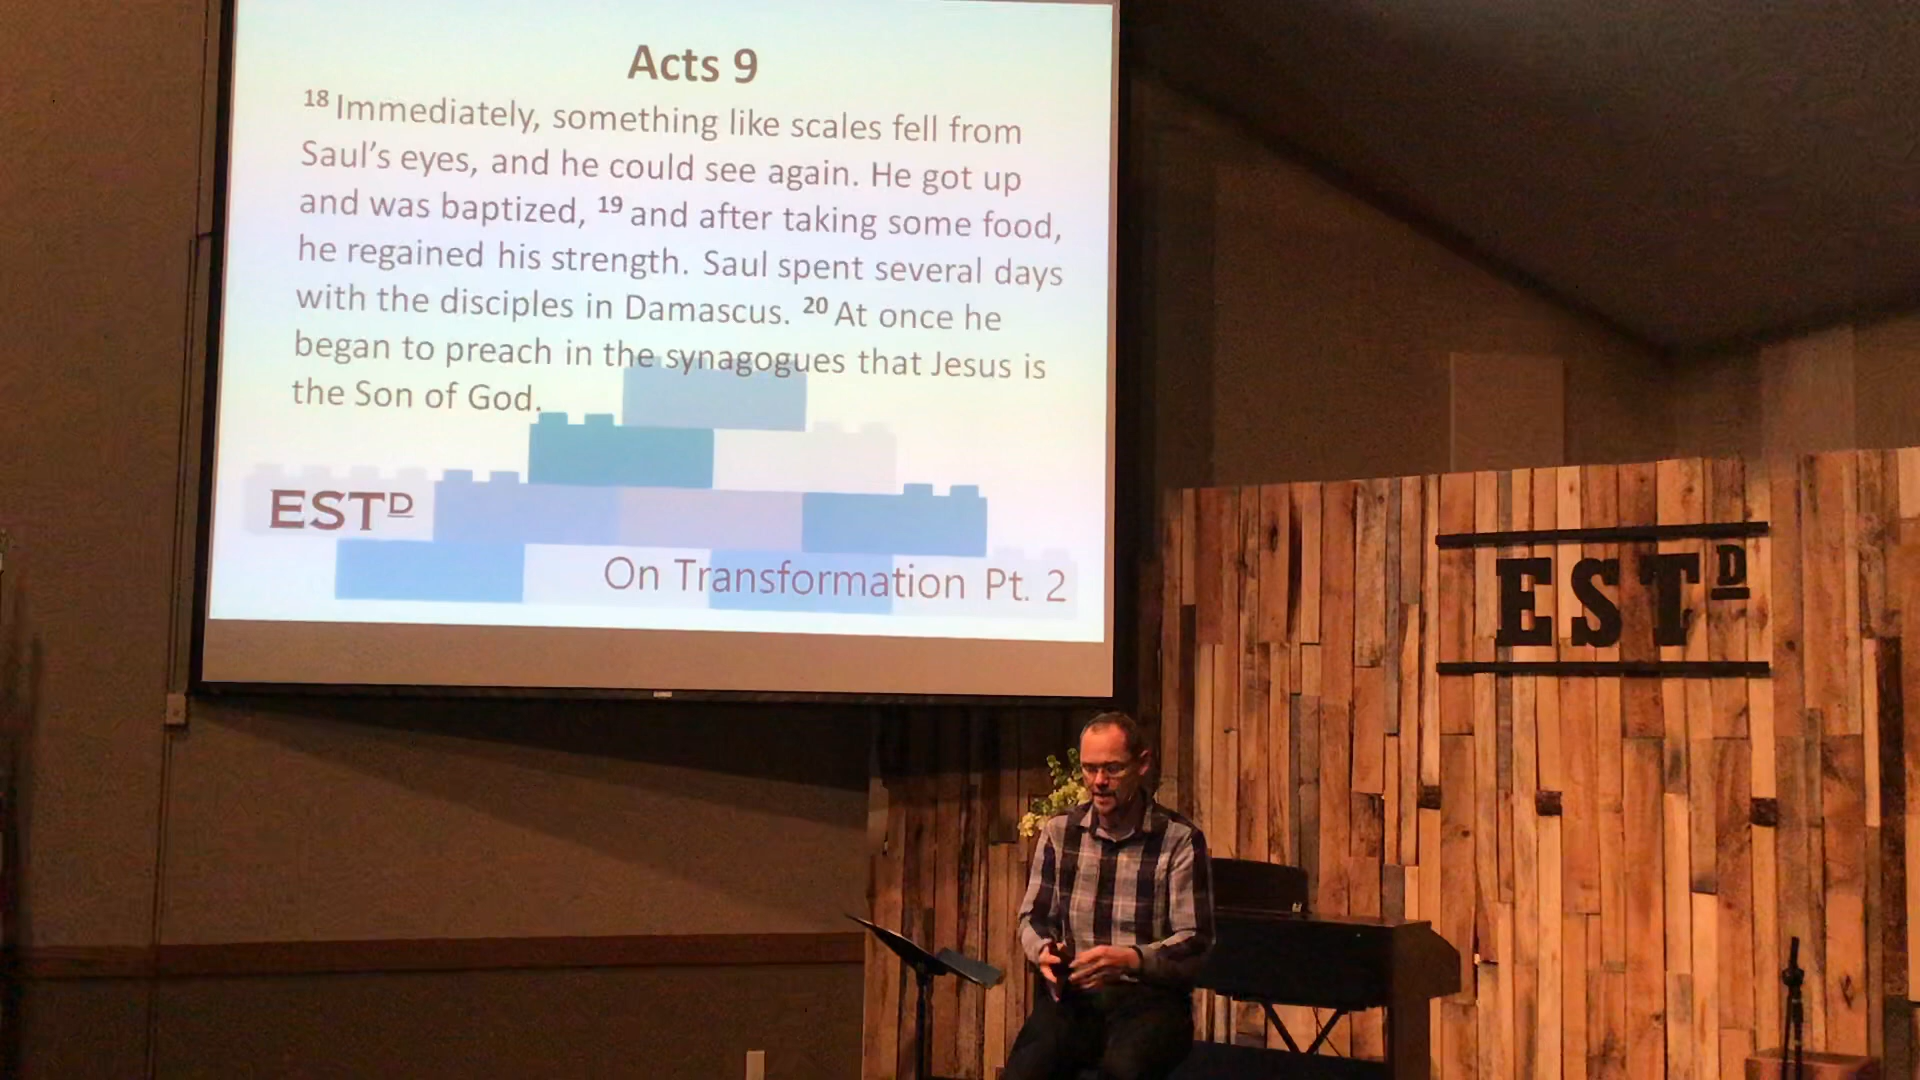 Acts 9
18 Immediately, something like scales fell from
Saul's eyes, and he could see again. He got up
and was baptized, 19 and after taking some food,
he regained his strength. Saul spent several days
with the disciples in Damascus. 20 At once he
began to preach in the synagogues that Jesus is
the Son of God.
ESTD
On Transformation Pt. 2
ESTD